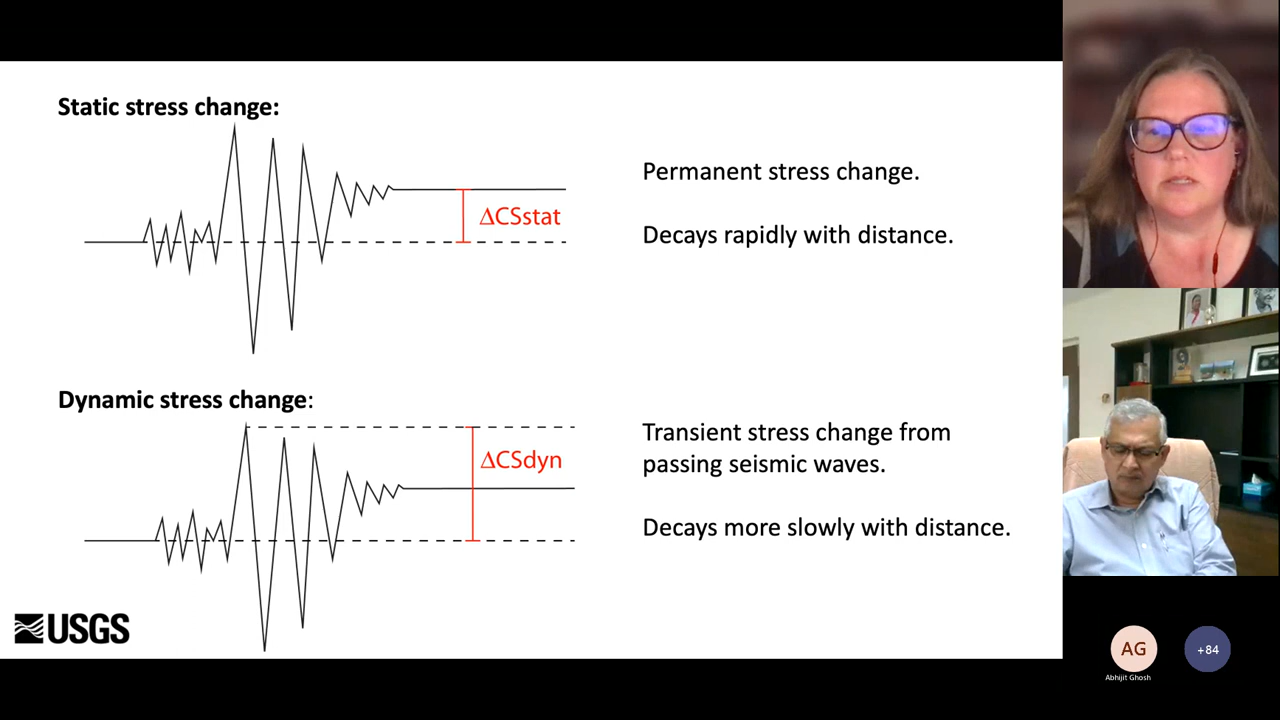 Static stress change:
ΔCSstat
Permanent stress change.
Decays rapidly with distance.
Dynamic stress change:
ΔCSdyn
Transient stress change from
passing seismic waves.
Decays more slowly with distance.
USGS
AG
+84
Abhijit Ghosh